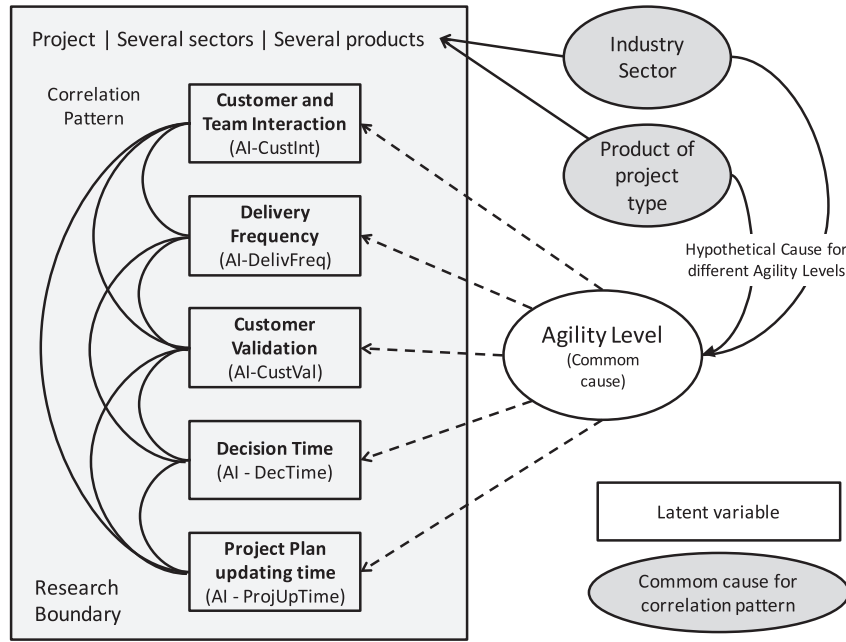 Project | Several sectors | Several products
Correlation
Pattern
Customer and
Team Interaction
(AI-CustInt)
Delivery
Frequency
(AI-DelivFreq)
Customer
Validation
(AI-CustVal)
Decision Time
(AI - DecTime)
Project Plan
updating time
(AI - ProjUpTime)
Research
Boundary
Industry
Sector
Product of
project
type
Hypothetical Cause for
different Agility Levels
Agility Level
(Commom
cause)
Latent variable
Commom cause for
correlation pattern